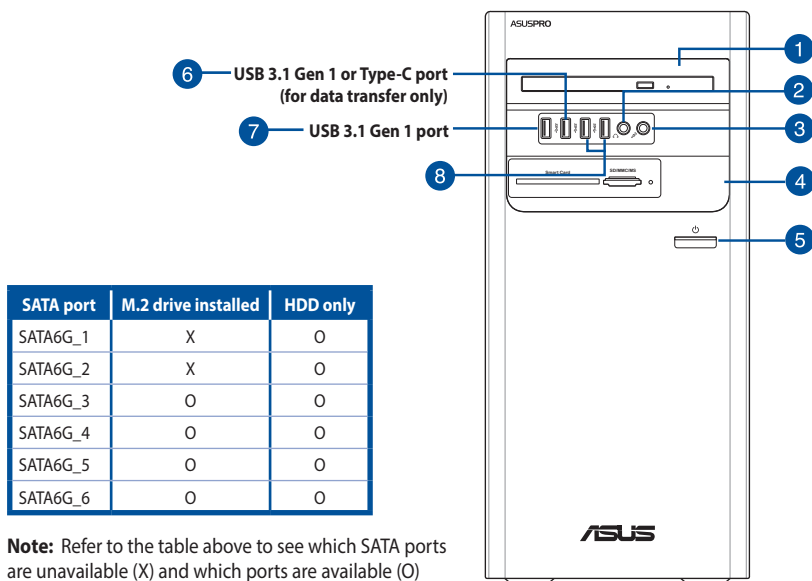 ASUSPRO
1
6 USB 3.1 Gen 1 or Type-C port
(for data transfer only)
2
7 USB 3.1 Gen 1 port
3
8
Smart Card
SD/MMC/MS
4
5
SATA port M.2 drive installed HDD only
SATA6G_1 X O
SATA6G_2 X O
SATA6G_3 O O
SATA6G_4 O O
SATA6G_5 O O
SATA6G_6 O O
ASUS
Note: Refer to the table above to see which SATA ports
are unavailable (X) and which ports are available (O)